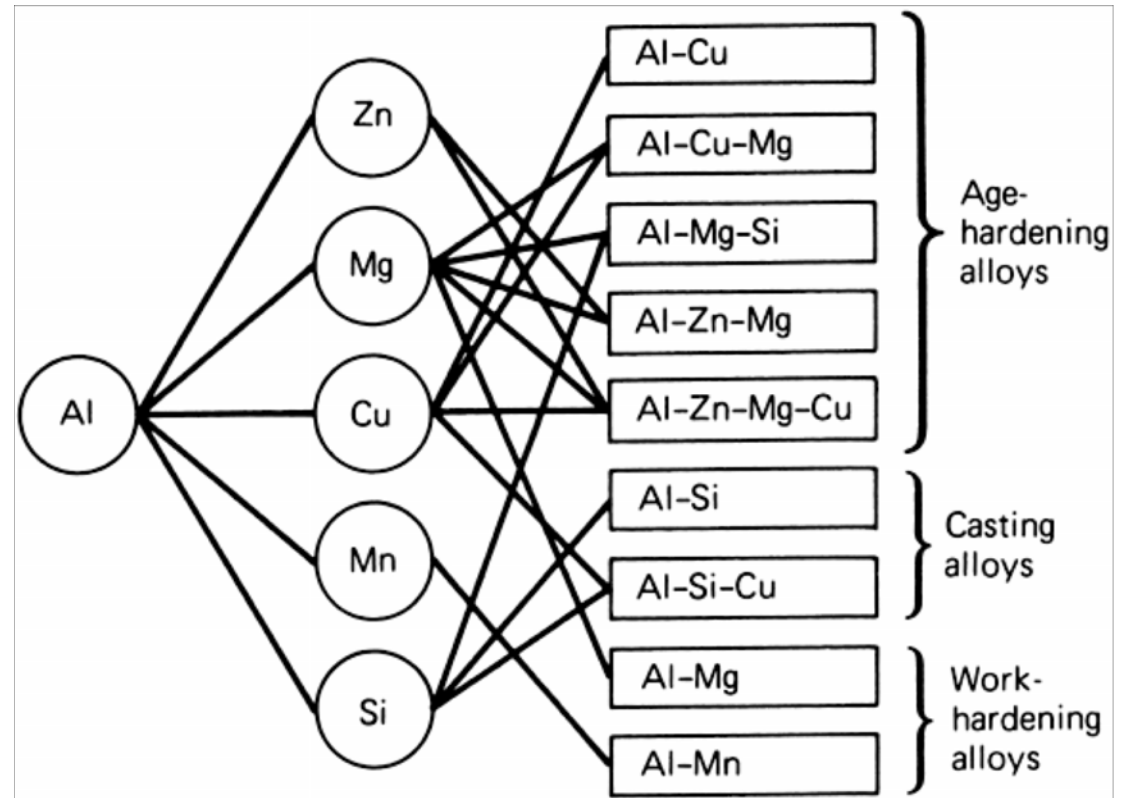 Al
Zn
Mg
Cu
Mn
Si
Al-Cu
Al-Cu-Mg
Al-Mg-Si
Al-Zn-Mg
Al-Zn-Mg-Cu
Al-Si
Al-Si-Cu
Al-Mg
Al-Mn
Age-
hardening
alloys
Casting
alloys
Work-
hardening
alloys